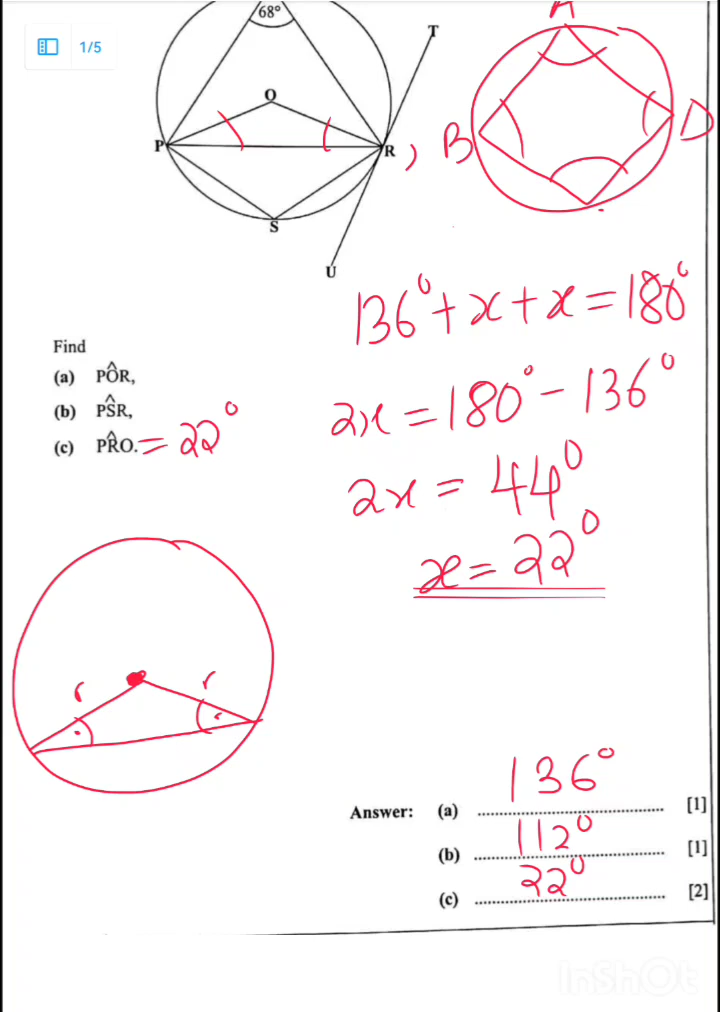 1/5
68°
A
T
O
P
R
,
B
D
S
U
136° + x + x = 180°
Find
(a) PÔR,
2x = 180° - 136°
(b) PŜR,
(c) PR̂O. = 22°
2x = 44°
x = 22°
r r
136°
Answer: (a) ........................................ [1]
112°
(b) ........................................ [1]
22°
(c) ........................................ [2]
InShOt